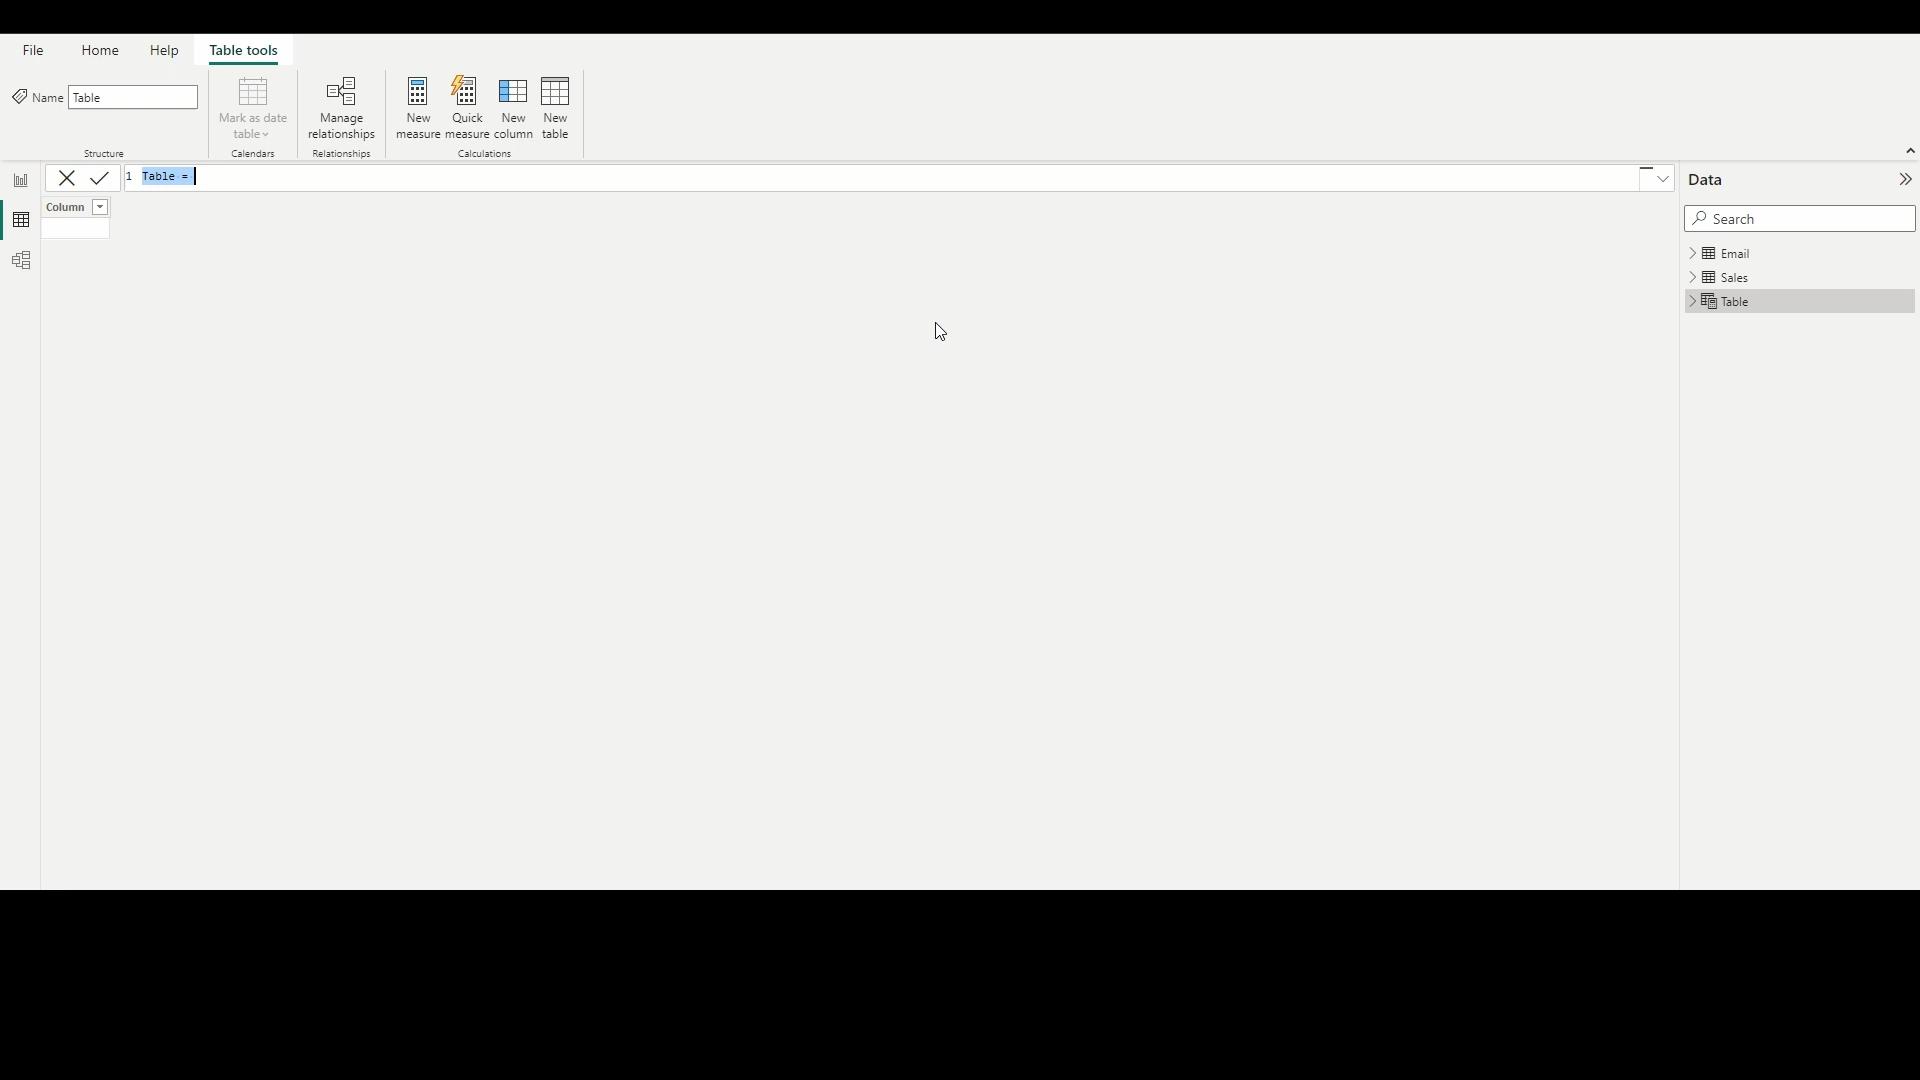 File Home Help Table tools
Name Table
Mark as date table
Manage relationships
New measure
Quick measure
New column
New table
Structure Calendars Relationships Calculations
1 Table =
Column
Data
Search
Email
Sales
Table